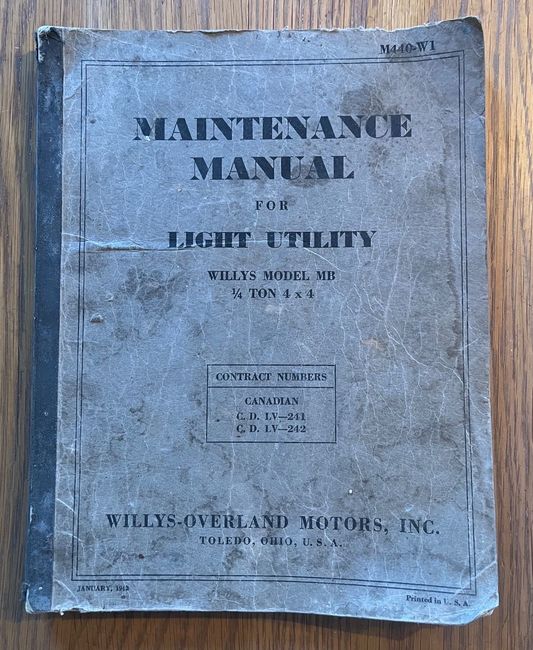 M440-W1
MAINTENANCE
MANUAL
FOR
LIGHT UTILITY
WILLYS MODEL MB
¼ TON 4 x 4
CONTRACT NUMBERS
CANADIAN
C. D. LV—241
C. D. LV—242
WILLYS-OVERLAND MOTORS, INC.
TOLEDO, OHIO, U. S. A.
JANUARY,
Printed in U. S. A.